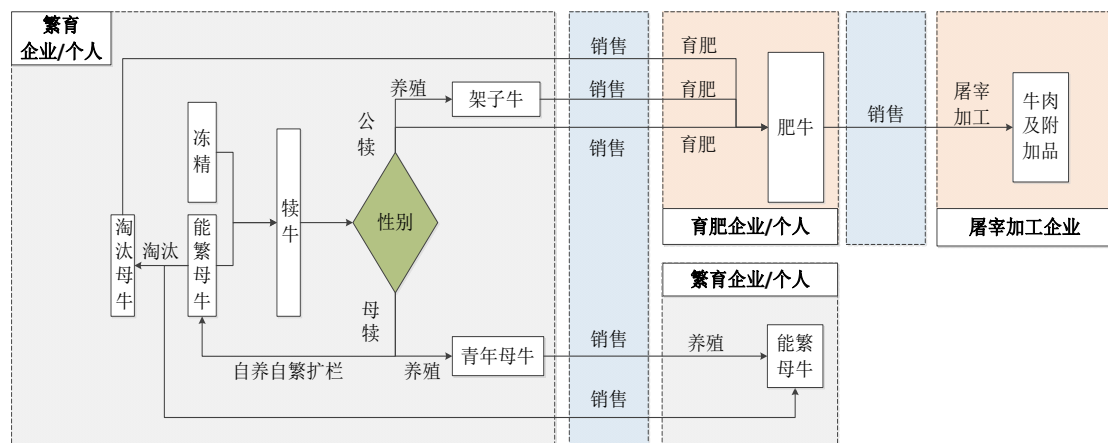 繁育
企业/个人
销售
育肥
养殖
架子牛
销售
育肥
公犊
冻精
犊牛
性别
销售
育肥
肥牛
销售
屠宰
加工
牛肉
及附
加品
淘汰母牛
淘汰
能繁母牛
育肥企业/个人
屠宰加工企业
繁育企业/个人
母犊
自养自繁扩栏
养殖
青年母牛
销售
养殖
能繁
母牛
销售